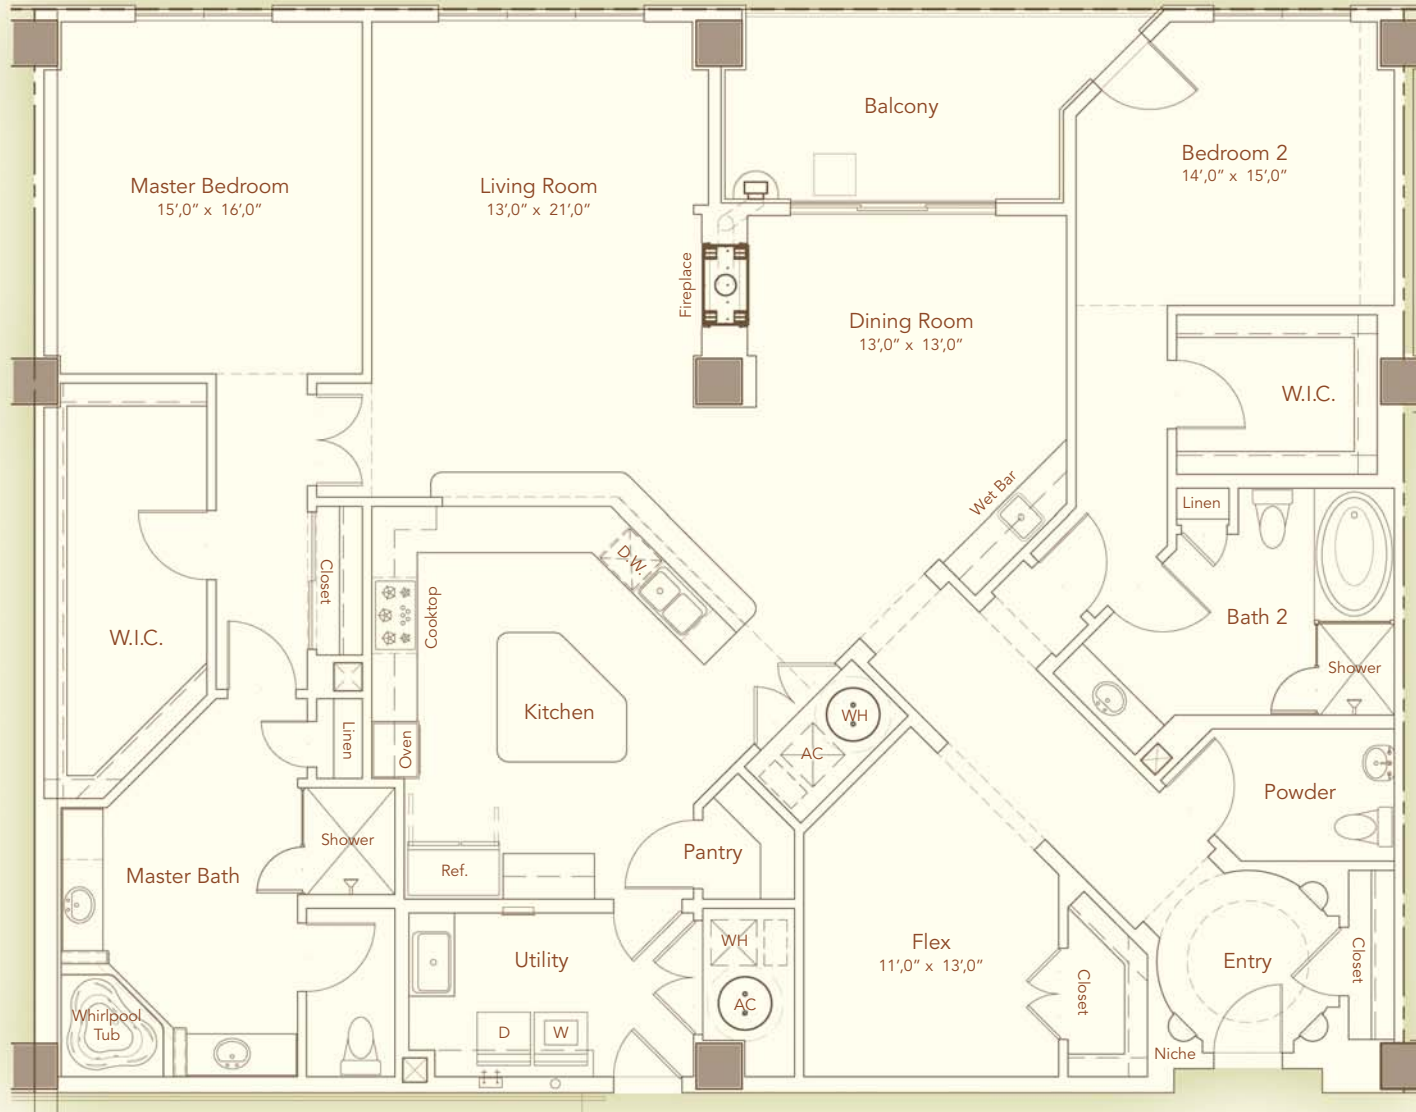 Balcony
Master Bedroom
15’,0” x 16’,0”
Living Room
13’,0” x 21’,0”
Bedroom 2
14’,0” x 15’,0”
Fireplace
Dining Room
13’,0” x 13’,0”
W.I.C.
Wet Bar
Linen
D.W.
Closet
Cooktop
W.I.C.
Bath 2
Shower
Kitchen
WH
AC
Linen
Oven
Powder
Shower
Pantry
Ref.
Master Bath
WH
Flex
11’,0” x 13’,0”
Utility
Entry
Closet
Closet
AC
Whirlpool
Tub
D
W
Niche